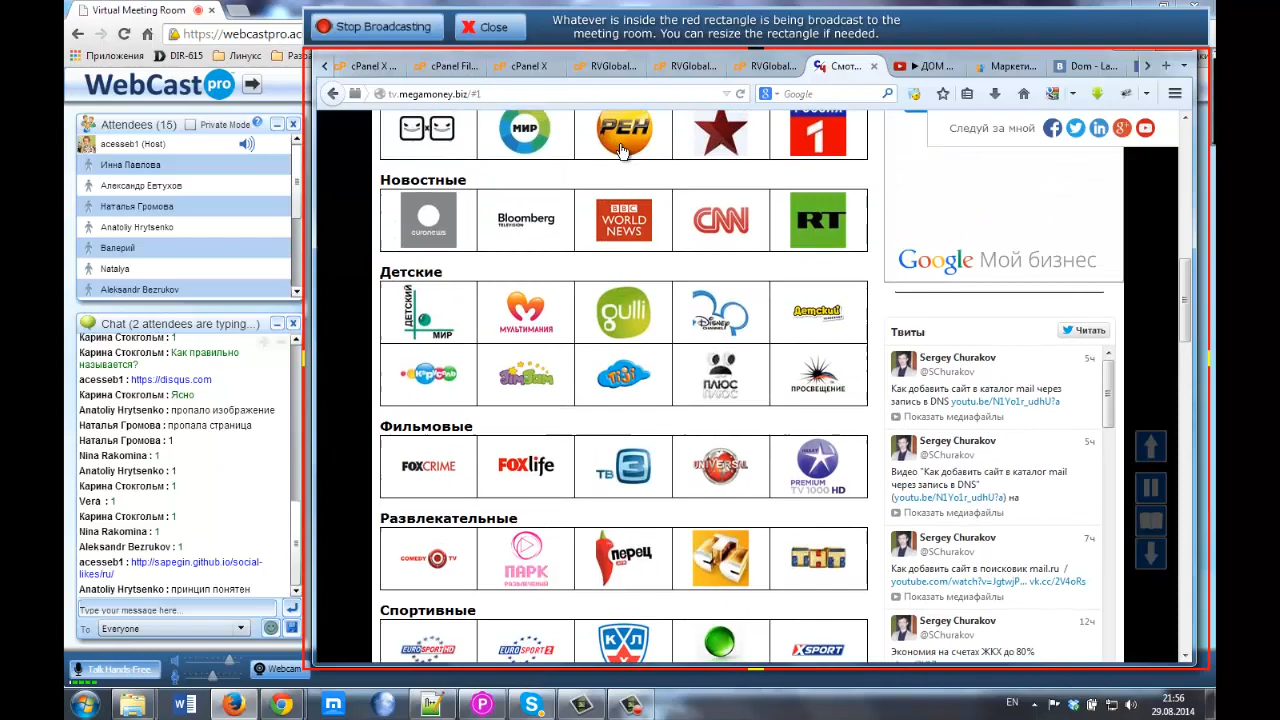 Virtual Meeting Room
https://webcastpro.ac
Приложения
DIR-615
Линукс
WebCast pro
Attendees (15)
Private Mode
acesseb1 (Host)
Инна Павлова
Александр Евтухов
Наталья Громова
Anatoliy Hrytsenko
Валерий
Natalya
Aleksandr Bezrukov
Chat (2 attendees are typing...)
Карина Стокгольм : 1
Карина Стокгольм : Как правильно
называется?
acesseb1 : https://disqus.com
Карина Стокгольм : Ясно
Anatoliy Hrytsenko : пропало изображение
Наталья Громова : пропала страница
Наталья Громова : 1
Nina Rakomina : 1
Anatoliy Hrytsenko : 1
Anatoliy Hrytsenko : 1
Vera : 1
Карина Стокгольм : 1
Nina Rakomina : 1
Aleksandr Bezrukov : 1
acesseb1 : http://sapegin.github.io/social-
likes/ru/
Anatoliy Hrytsenko : принцип понятен
Type your message here...
To Everyone
Talk Hands-Free
Webcam
Stop Broadcasting
Close
Whatever is inside the red rectangle is being broadcast to the
meeting room. You can resize the rectangle if needed.
cPanel X ...
cPanel Fil...
cPanel X
RVGlobal...
RVGlobal...
RVGlobal...
Смот...
ДОМ ...
Маркети...
Dom - La...
tv.megamoney.biz/#1
Google
МИР
РЕН
РОССИЯ
1
Следуй за мной
Новостные
euronews
Bloomberg
TELEVISION
BBC
WORLD
NEWS
CNN
RT
Google Мой бизнес
Детские
ДЕТСКИЙ
МИР
МУЛЬТИМАНИЯ
gulli
Disney
CHANNEL
Детский
Карусель
JimJam
TiJi
ПЛЮС
ПЛЮС
ПРОСВЕЩЕНИЕ
Фильмовые
FOXCRIME
FOXlife
ТВ3
UNIVERSAL
VIASAT
PREMIUM
TV 1000 HD
Развлекательные
COMEDY TV
ПАРК
РАЗВЛЕЧЕНИЙ
перец
ТНТ
Спортивные
EUROSPORT HD
EUROSPORT 2
КХЛ
XSPORT
Твиты
Читать
Sergey Churakov 5ч
@SChurakov
Как добавить сайт в каталог mail через
запись в DNS youtu.be/N1Yo1r_udhU?a
Показать медиафайлы
Sergey Churakov 5ч
@SChurakov
Видео "Как добавить сайт в каталог mail
через запись в DNS"
(youtu.be/N1Yo1r_udhU?a) на
Показать медиафайлы
Sergey Churakov 7ч
@SChurakov
Как добавить сайт в поисковик mail.ru /
youtube.com/watch?v=JgtwjP... vk.cc/2V4oRs
Показать медиафайлы
Sergey Churakov 12ч
@SChurakov
Экономия на счетах ЖКХ до 80%
EN
21:56
29.08.2014